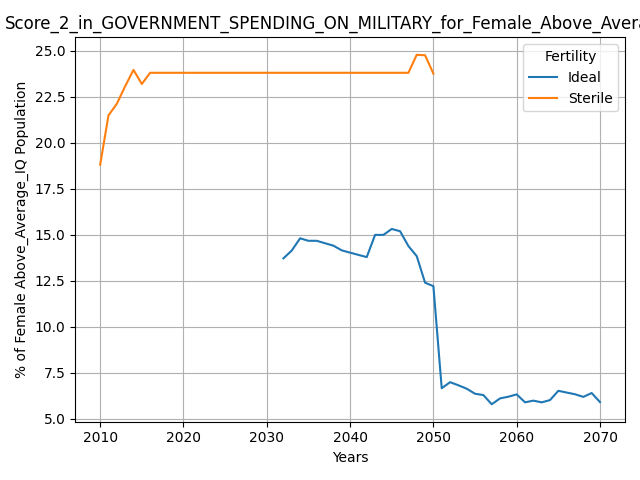 Score_2_in_GOVERNMENT_SPENDING_ON_MILITARY_for_Female_Above_Avera
25.0
22.5
20.0
17.5
15.0
12.5
10.0
7.5
5.0
% of Female Above_Average_IQ Population
Fertility
Ideal
Sterile
2010 2020 2030 2040 2050 2060 2070
Years